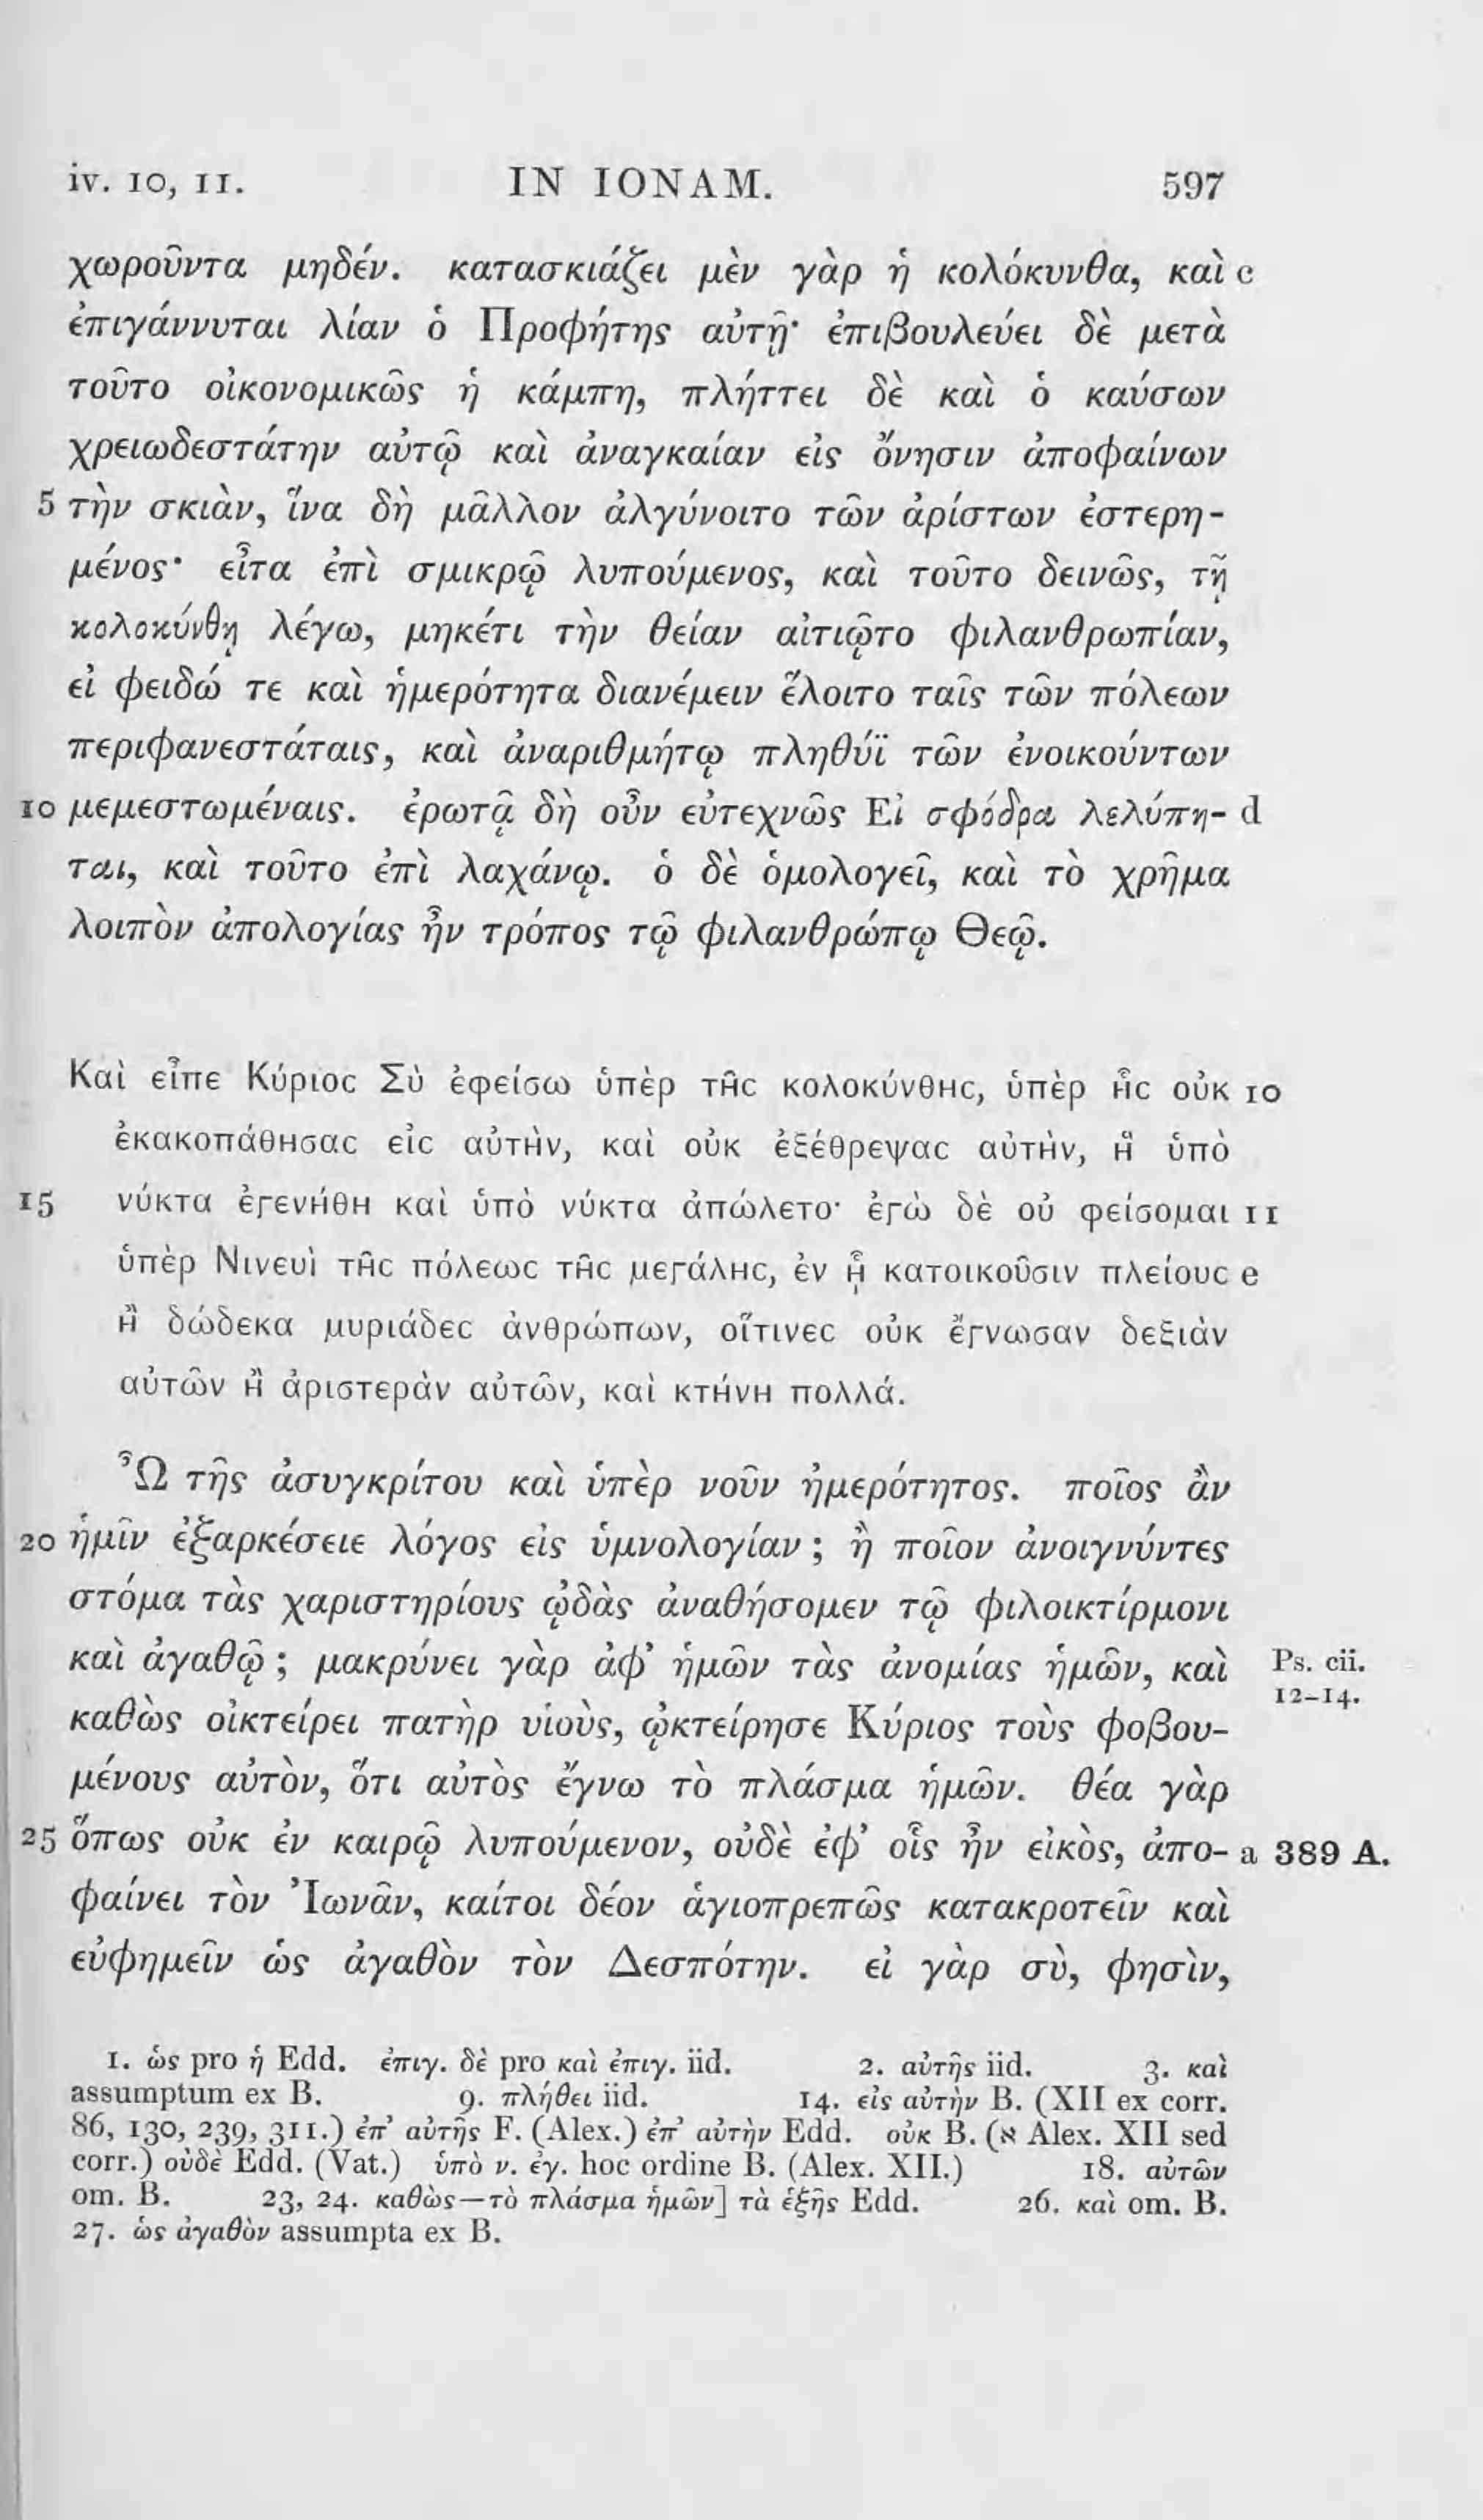 iv. 10, 11. IN IONAM. 597
χωροῦντα μηδέν. κατασκιάζει μὲν γὰρ ἡ κολόκυνθα, καὶ c
ἐπιγάννυται λίαν ὁ Προφήτης αὐτῇ· ἐπιβουλεύει δὲ μετὰ
τοῦτο οἰκονομικῶς ἡ κάμπη, πλήττει δὲ καὶ ὁ καύσων
χρειωδεστάτην αὐτῷ καὶ ἀναγκαίαν εἰς ὄνησιν ἀποφαίνων
5 τὴν σκιὰν, ἵνα δὴ μᾶλλον ἀλγύνοιτο τῶν ἀρίστων ἐστερη-
μένος· εἶτα ἐπὶ σμικρῷ λυπούμενος, καὶ τοῦτο δεινῶς, τῇ
κολοκύνθῃ λέγω, μηκέτι τὴν θείαν αἰτιῷτο φιλανθρωπίαν,
εἰ φειδώ τε καὶ ἡμερότητα διανέμειν ἕλοιτο ταῖς τῶν πόλεων
περιφανεστάταις, καὶ ἀναριθμήτῳ πληθύϊ τῶν ἐνοικούντων
10 μεμεστωμέναις. ἐρωτᾷ δὴ οὖν εὐτεχνῶς Εἰ σφόδρα λελύπη- d
ται, καὶ τοῦτο ἐπὶ λαχάνῳ. ὁ δὲ ὁμολογεῖ, καὶ τὸ χρῆμα
λοιπὸν ἀπολογίας ἦν τρόπος τῷ φιλανθρώπῳ Θεῷ.
Καὶ εἶπε Κύριος Σὺ ἐφείσω ὑπὲρ τῆς κολοκύνθης, ὑπὲρ ἧς οὐκ 10
ἐκακοπάθησας εἰς αὐτὴν, καὶ οὐκ ἐξέθρεψας αὐτὴν, ἣ ὑπὸ
15 νύκτα ἐγενήθη καὶ ὑπὸ νύκτα ἀπώλετο· ἐγὼ δὲ οὐ φείσομαι 11
ὑπὲρ Νινευὶ τῆς πόλεως τῆς μεγάλης, ἐν ᾗ κατοικοῦσιν πλείους e
ἢ δώδεκα μυριάδες ἀνθρώπων, οἵτινες οὐκ ἔγνωσαν δεξιὰν
αὐτῶν ἢ ἀριστερὰν αὐτῶν, καὶ κτήνη πολλά.
Ὦ τῆς ἀσυγκρίτου καὶ ὑπὲρ νοῦν ἡμερότητος. ποῖος ἂν
20 ἡμῖν ἐξαρκέσειε λόγος εἰς ὑμνολογίαν ; ἢ ποῖον ἀνοιγνύντες
στόμα τὰς χαριστηρίους ᾠδὰς ἀναθήσομεν τῷ φιλοικτίρμονι
καὶ ἀγαθῷ ; μακρύνει γὰρ ἀφ’ ἡμῶν τὰς ἀνομίας ἡμῶν, καὶ Ps. cii. 12-14.
καθὼς οἰκτείρει πατὴρ υἱοὺς, ᾠκτείρησε Κύριος τοὺς φοβου-
μένους αὐτὸν, ὅτι αὐτὸς ἔγνω τὸ πλάσμα ἡμῶν. θέα γὰρ
25 ὅπως οὐκ ἐν καιρῷ λυπούμενον, οὐδὲ ἐφ’ οἷς ἦν εἰκὸς, ἀπο- a 389 A.
φαίνει τὸν Ἰωνᾶν, καίτοι δέον ἁγιοπρεπῶς κατακροτεῖν καὶ
εὐφημεῖν ὡς ἀγαθὸν τὸν Δεσπότην. εἰ γὰρ σὺ, φησὶν,
1. ὡς pro ἡ Edd. ἐπιγ. δὲ pro καὶ ἐπιγ. iid. 2. αὐτῆς iid. 3. καὶ
assumptum ex B. 9. πλήθει iid. 14. εἰς αὐτὴν B. (XII ex corr.
86, 130, 239, 311.) ἐπ’ αὐτῆς F. (Alex.) ἐπ’ αὐτὴν Edd. οὐκ B. (א Alex. XII sed
corr.) οὐδὲ Edd. (Vat.) ὑπὸ ν. ἐγ. hoc ordine B. (Alex. XII.) 18. αὐτῶν
om. B. 23, 24. καθὼς—τὸ πλάσμα ἡμῶν] τὰ ἑξῆς Edd. 26. καὶ om. B.
27. ὡς ἀγαθὸν assumpta ex B.